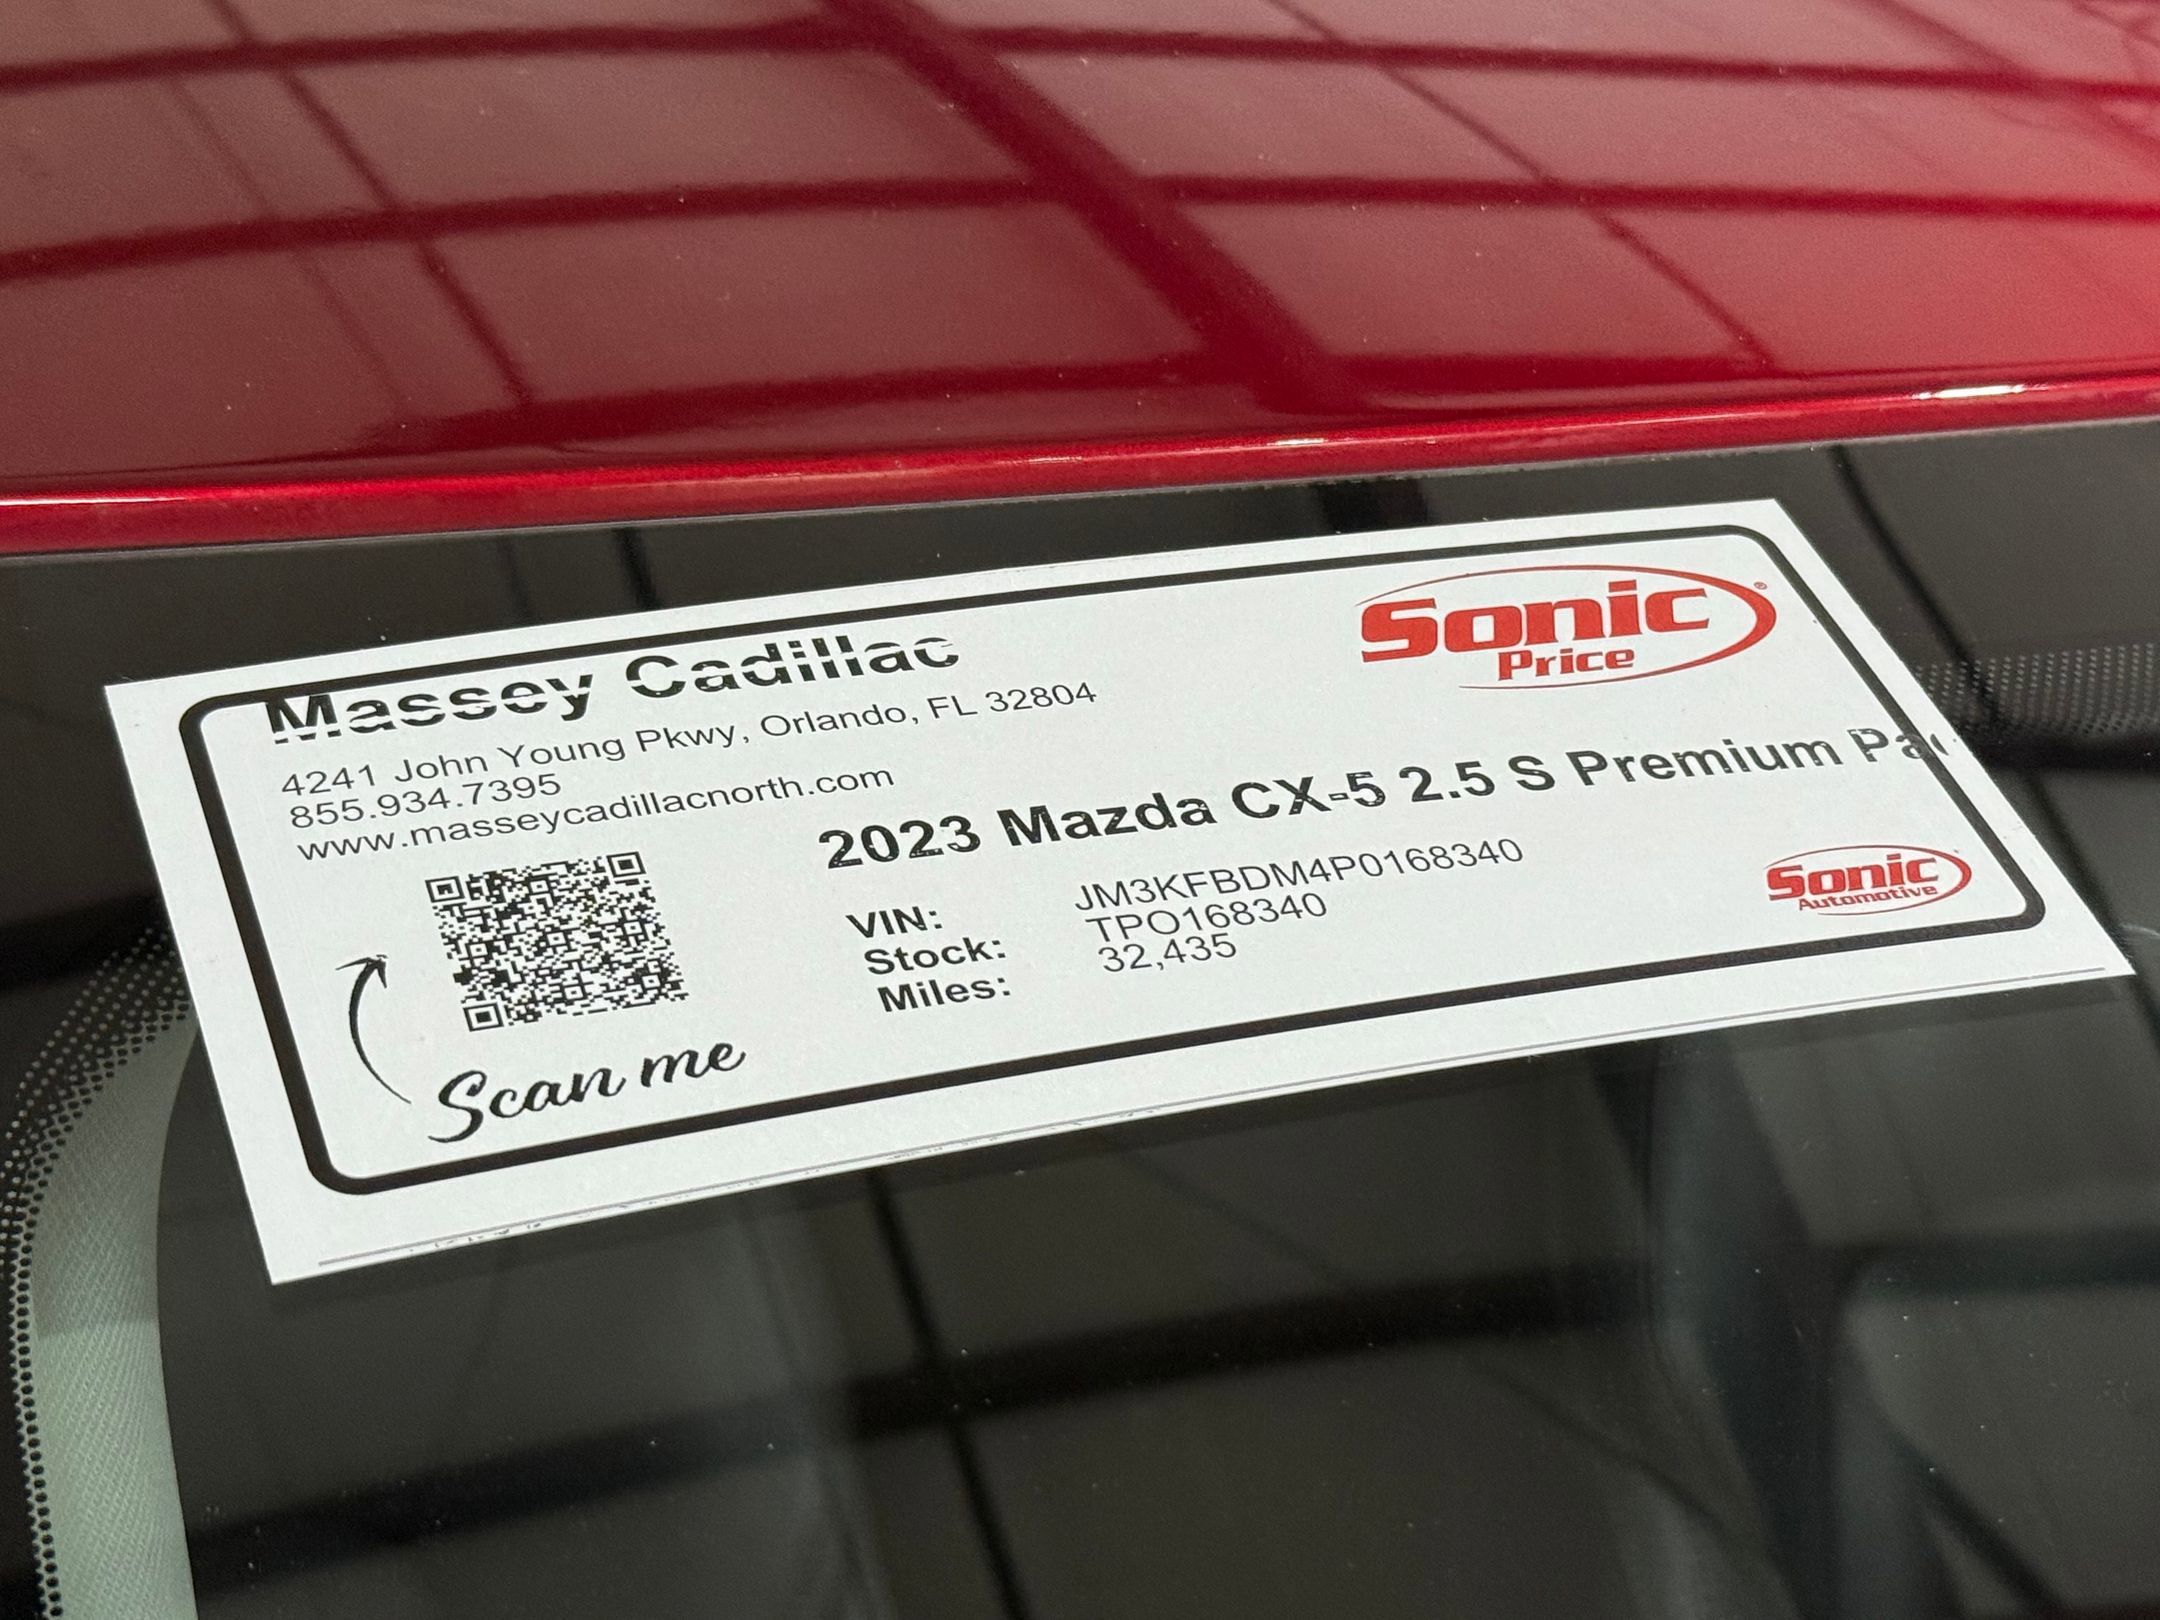 Massey Cadillac
4241 John Young Pkwy, Orlando, FL 32804
855.934.7395
www.masseycadillacnorth.com
Sonic®
Price
2023 Mazda CX-5 2.5 S Premium
VIN: JM3KFBDM4P0168340
Stock: TPO168340
Miles: 32,435
Sonic
Automotive
Scan me